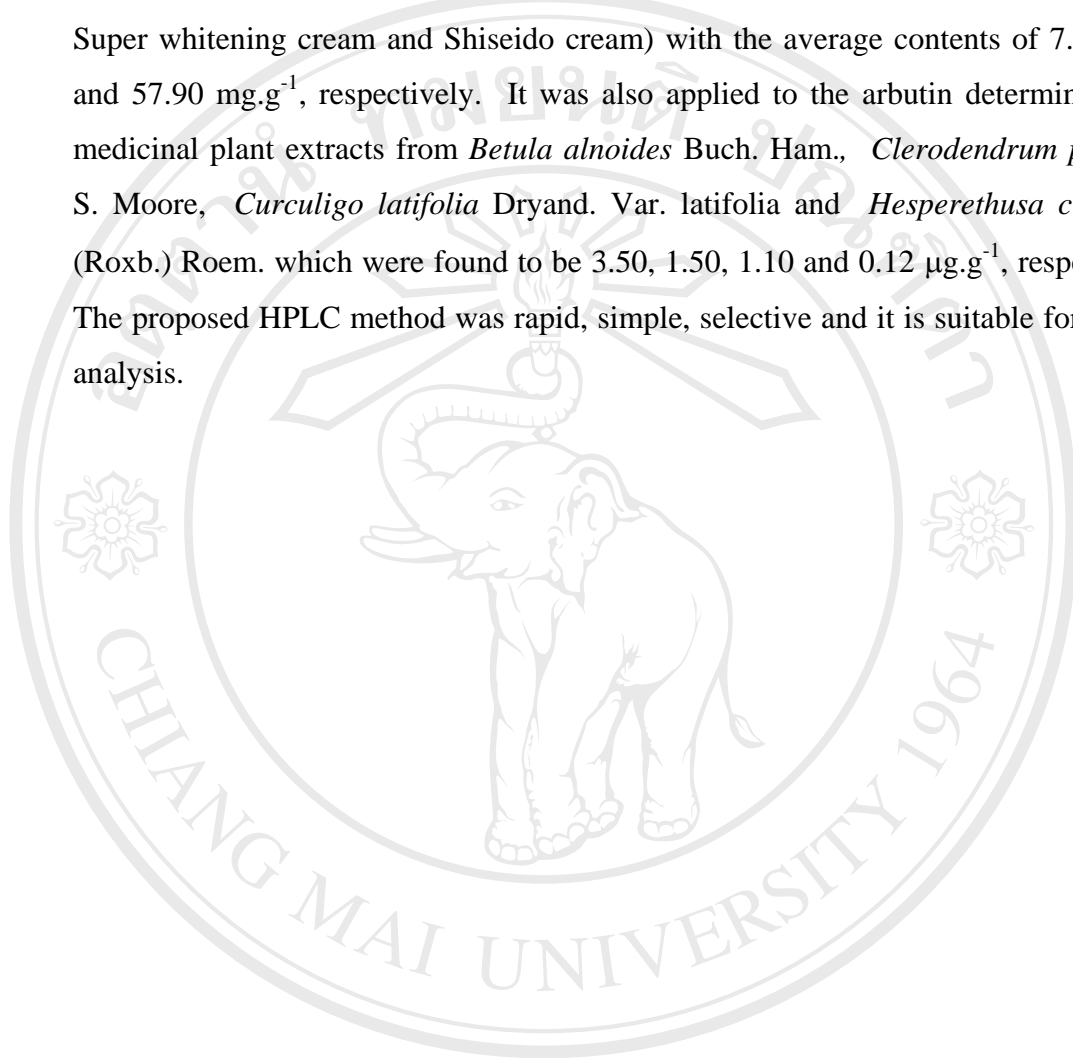 Super whitening cream and Shiseido cream) with the average contents of 7.
and 57.90 mg.g-1, respectively. It was also applied to the arbutin
medicinal plant extracts from Betula alnoides Buch. Ham., Clerodendrum
S. Moore, Curculigo latifolia Dryand. Var. latifolia and Hesperethusa
(Roxb.) Roem. which were found to be 3.50, 1.50, 1.10 and 0.12 μg.g-1,
The proposed HPLC method was rapid, simple, selective and it is suitable for
analysis.
CHIANG MAI UNIVERSITY 1964